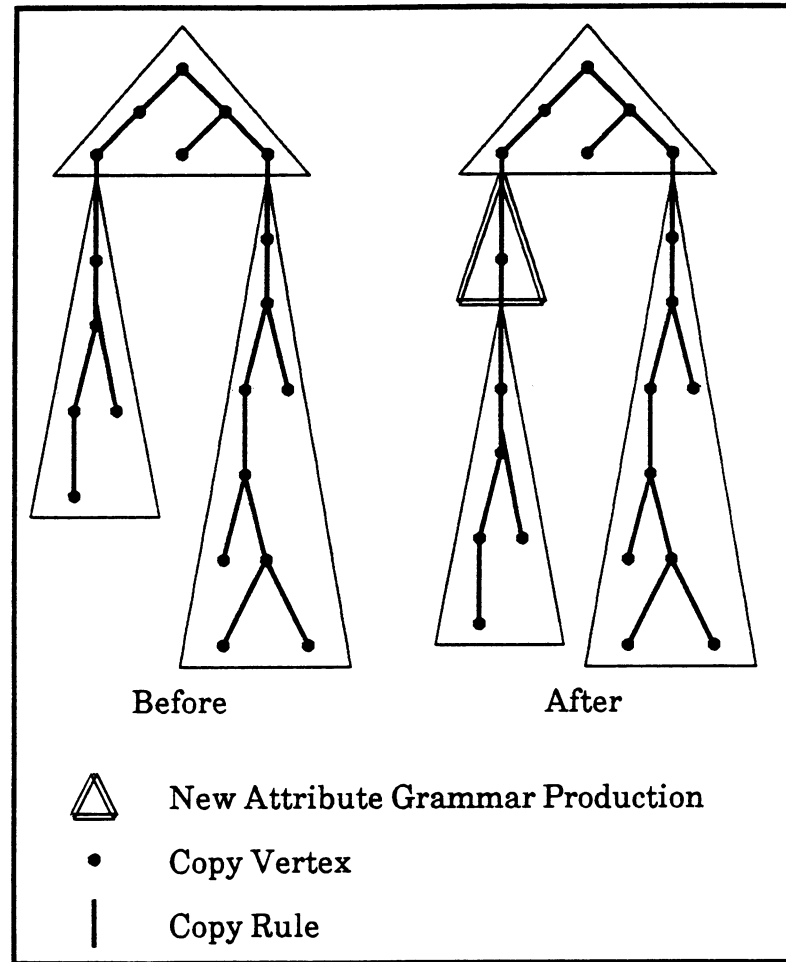 Before
After
New Attribute Grammar Production
Copy Vertex
Copy Rule